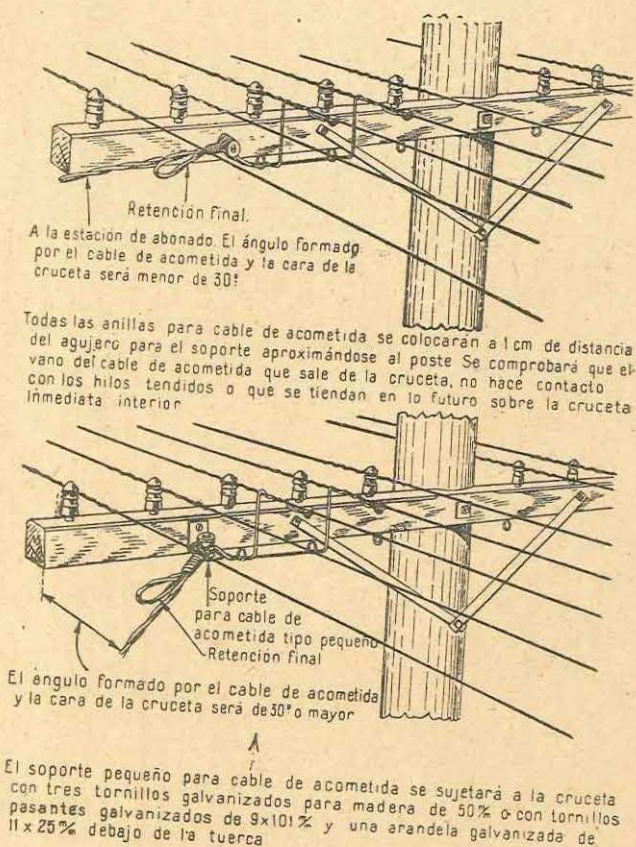 Retención final.
A la estación de abonado. El ángulo formado
por el cable de acometida y la cara de la
cruceta será menor de 30º
Todas las anillas para cable de acometida se colocarán a 1 cm de distancia
del agujero para el soporte aproximándose al poste Se comprobará que el
vano del cable de acometida que sale de la cruceta, no hace contacto
con los hilos tendidos o que se tiendan en lo futuro sobre la cruceta
inmediata interior
Soporte
para cable de
acometida tipo pequeño
Retención final
El ángulo formado por el cable de acometida
y la cara de la cruceta será de 30º o mayor
El soporte pequeño para cable de acometida se sujetará a la cruceta
con tres tornillos galvanizados para madera de 50 % o con tornillos
pasantes galvanizados de 9x101 % y una arandela galvanizada de
11 x 25 m/m debajo de la tuerca